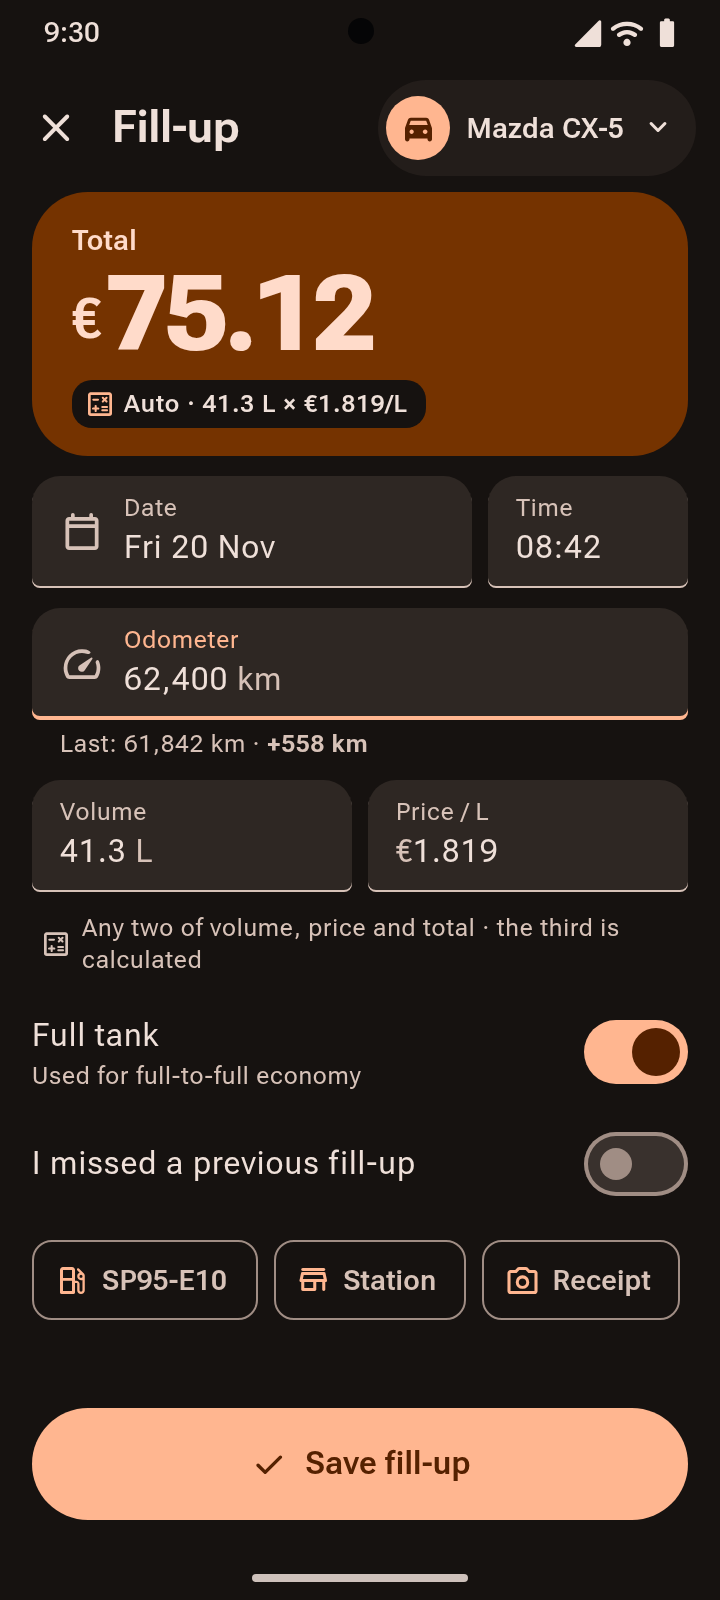 9:30
Fill-up
Mazda CX-5
Total
€75.12
Auto · 41.3 L × €1.819/L
Date
Fri 20 Nov
Time
08:42
Odometer
62,400 km
Last: 61,842 km · +558 km
Volume
41.3 L
Price / L
€1.819
Any two of volume, price and total · the third is
calculated
Full tank
Used for full-to-full economy
I missed a previous fill-up
SP95-E10
Station
Receipt
Save fill-up